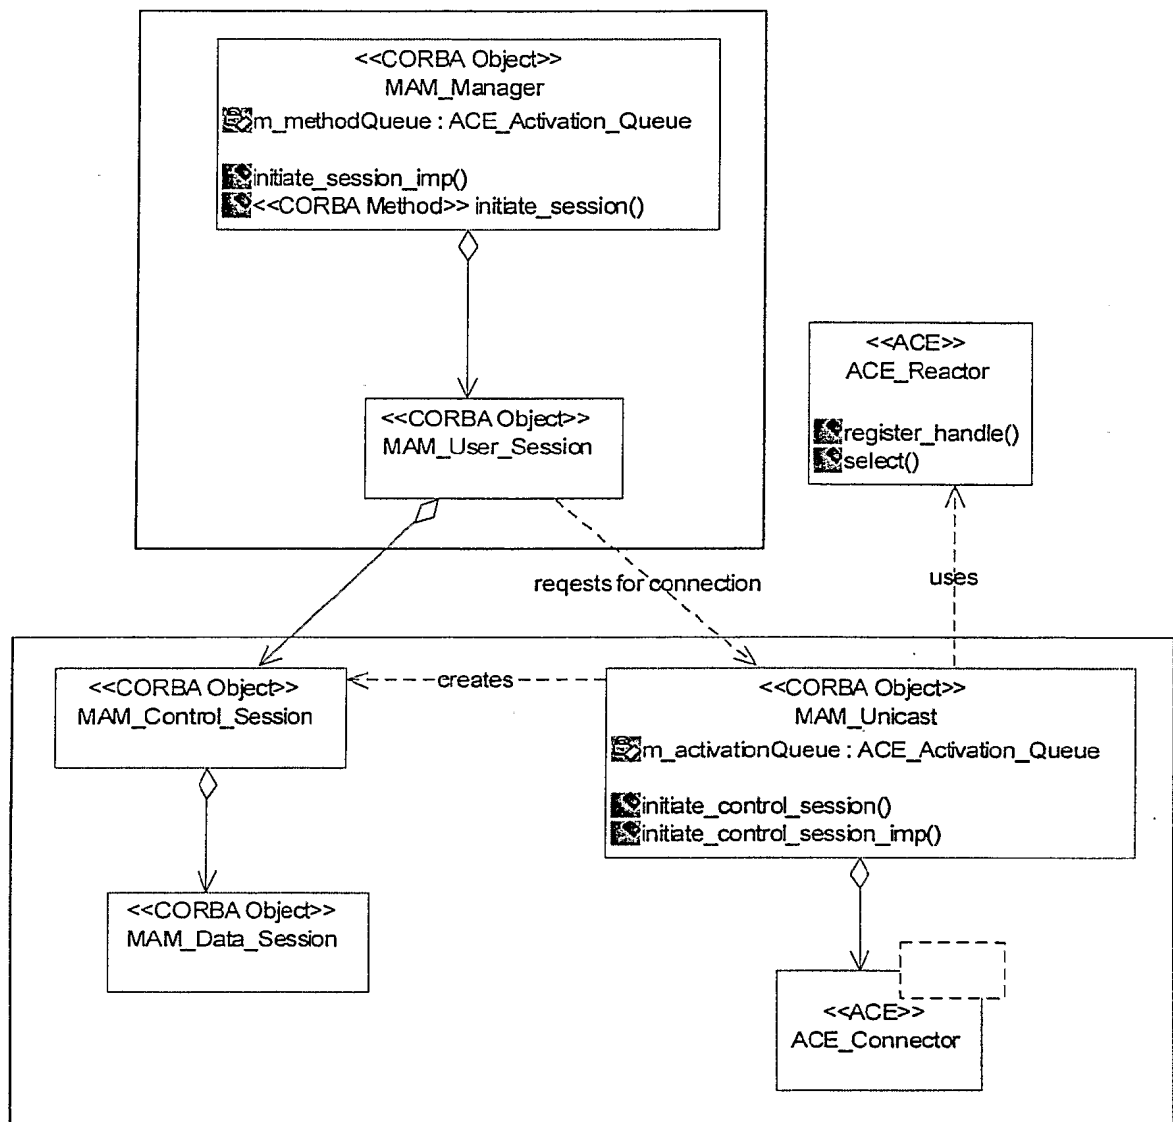 <<CORBA Object>>
MAM_Manager
m_methodQueue : ACE_Activation_Queue
initiate_session_imp()
<<CORBA Method>> initiate_session()
<<ACE>>
ACE_Reactor
register_handle()
select()
<<CORBA Object>>
MAM_User_Session
reqests for connection
uses
<<CORBA Object>>
MAM_Control_Session
creates
<<CORBA Object>>
MAM_Unicast
m_activationQueue : ACE_Activation_Queue
initiate_control_session()
initiate_control_session_imp()
<<CORBA Object>>
MAM_Data_Session
<<ACE>>
ACE_Connector